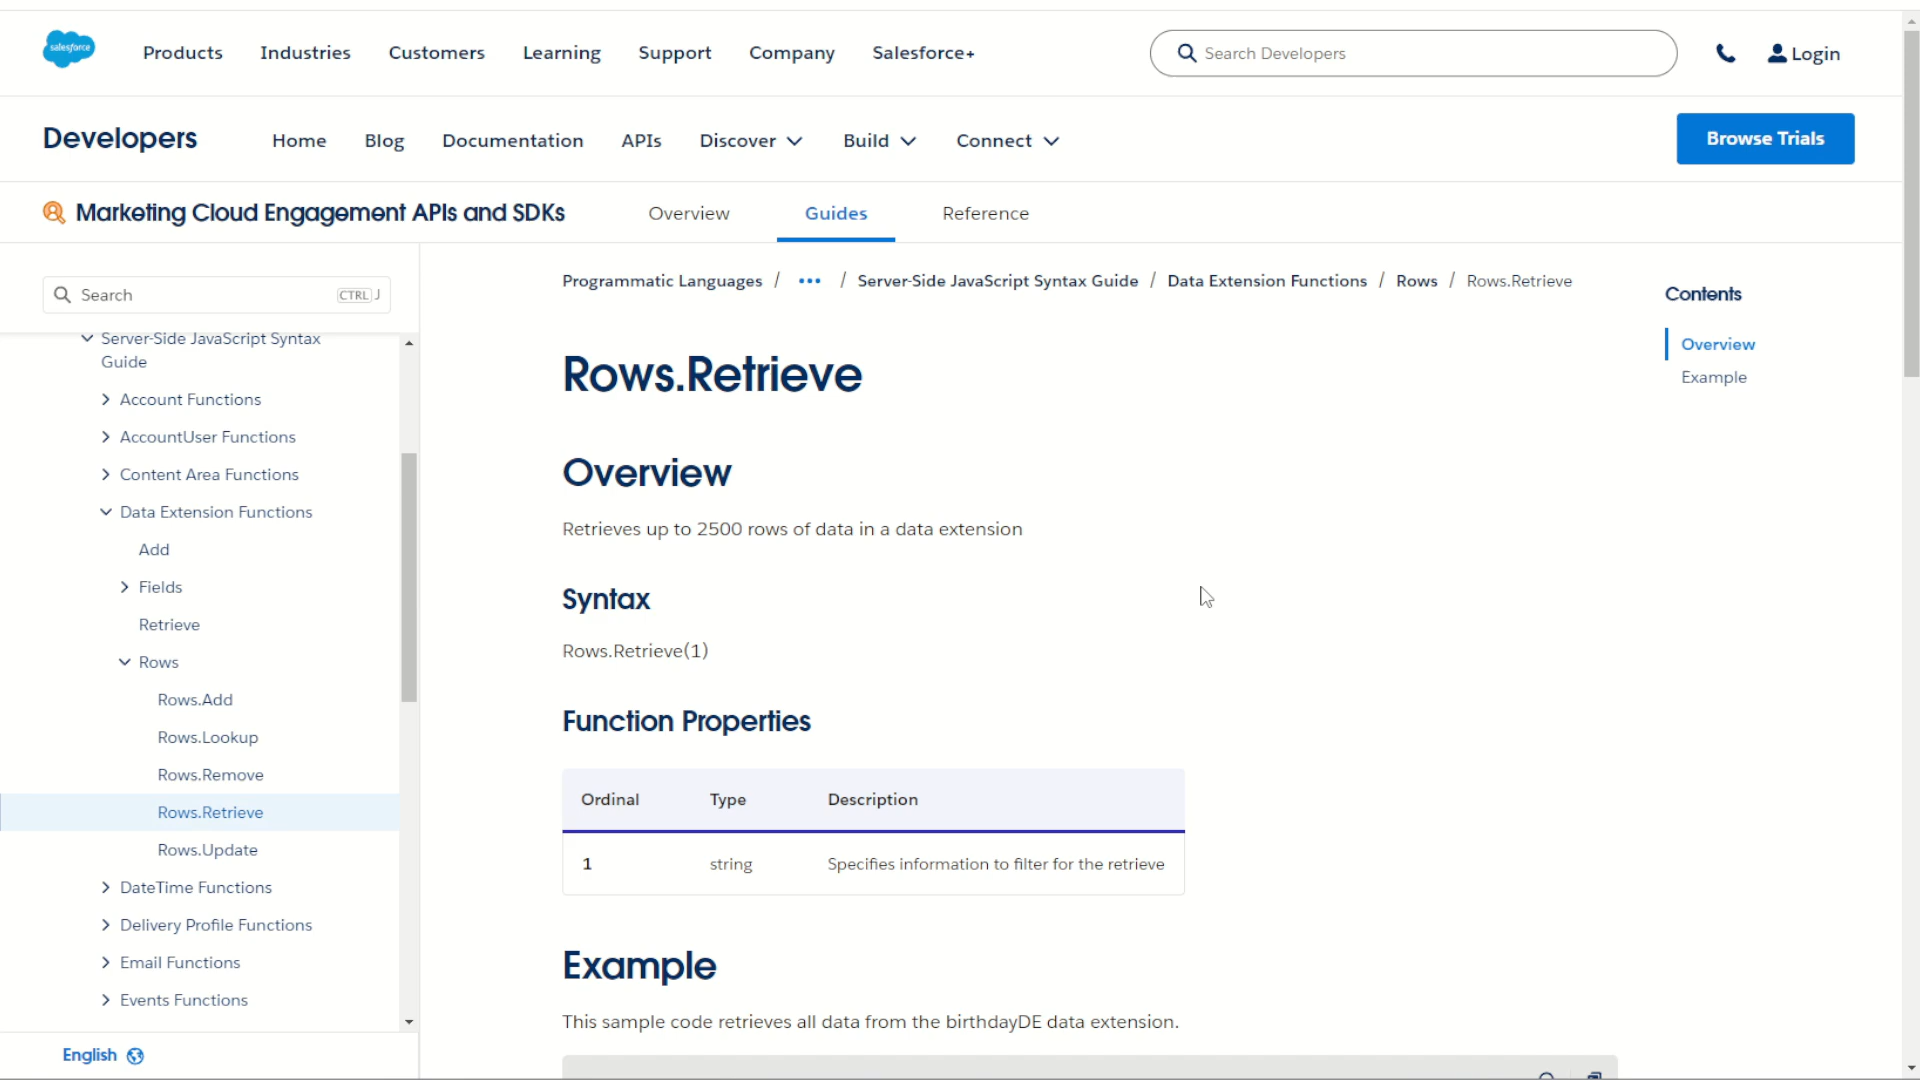 salesforce
Products
Industries
Customers
Learning
Support
Company
Salesforce+
Search Developers
Login
Developers
Home
Blog
Documentation
APIs
Discover
Build
Connect
Browse Trials
Marketing Cloud Engagement APIs and SDKs
Overview
Guides
Reference
Search
CTRL J
Server-Side JavaScript Syntax
Guide
Account Functions
AccountUser Functions
Content Area Functions
Data Extension Functions
Add
Fields
Retrieve
Rows
Rows.Add
Rows.Lookup
Rows.Remove
Rows.Retrieve
Rows.Update
DateTime Functions
Delivery Profile Functions
Email Functions
Events Functions
English
Programmatic Languages / ••• / Server-Side JavaScript Syntax Guide / Data Extension Functions / Rows / Rows.Retrieve
Rows.Retrieve
Overview
Retrieves up to 2500 rows of data in a data extension
Syntax
Rows.Retrieve(1)
Function Properties
Ordinal Type Description
1 string Specifies information to filter for the retrieve
Example
This sample code retrieves all data from the birthdayDE data extension.
Contents
Overview
Example